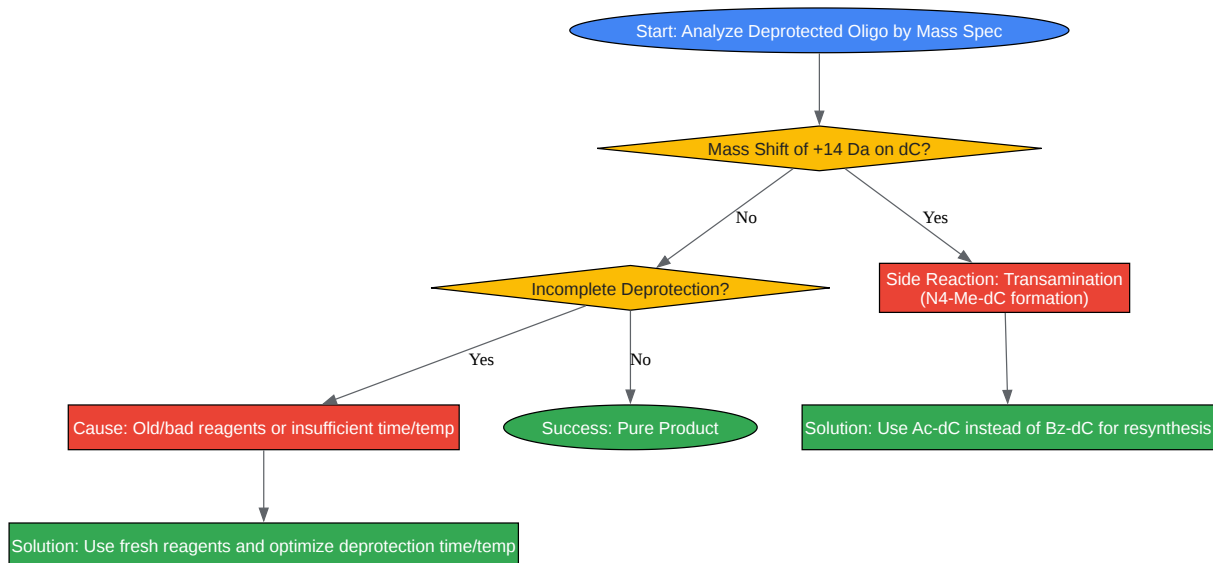 Start: Analyze Deprotected Oligo by Mass Spec
Mass Shift of +14 Da on dC?
No
Yes
Incomplete Deprotection?
Side Reaction: Transamination
(N4-Me-dC formation)
Yes
No
Cause: Old/bad reagents or insufficient time/temp
Success: Pure Product
Solution: Use Ac-dC instead of Bz-dC for resynthesis
Solution: Use fresh reagents and optimize deprotection time/temp